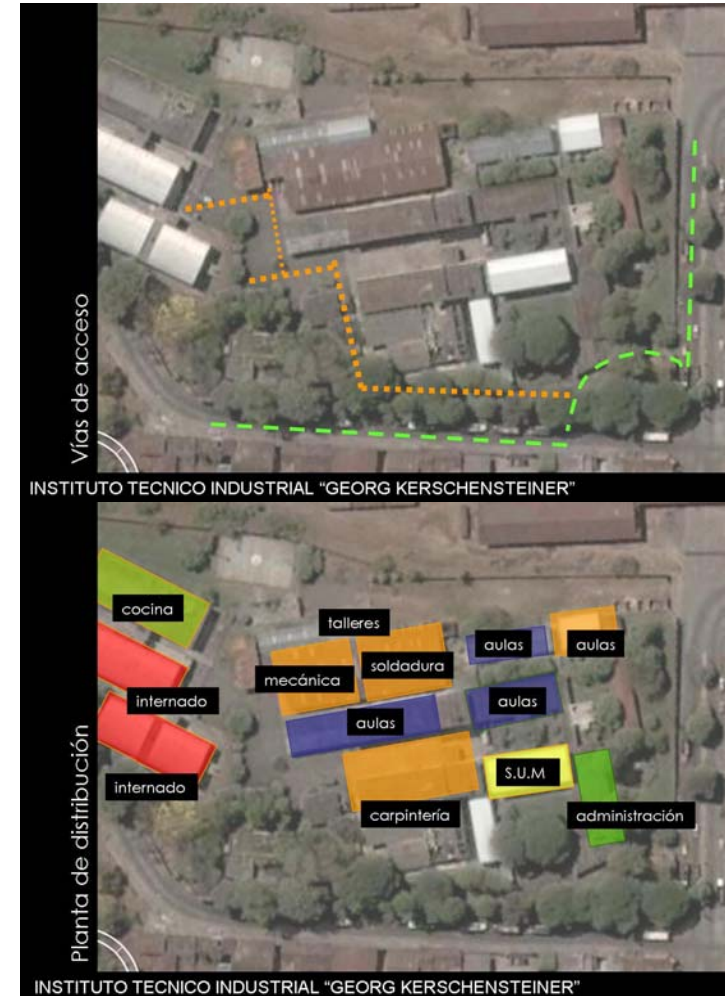 Vías de acceso
INSTITUTO TECNICO INDUSTRIAL “GEORG KERSCHENSTEINER”
cocina
talleres
aulas
aulas
mecánica
soldadura
internado
aulas
aulas
internado
S.U.M
carpintería
administración
Planta de distribución
INSTITUTO TECNICO INDUSTRIAL “GEORG KERSCHENSTEINER”